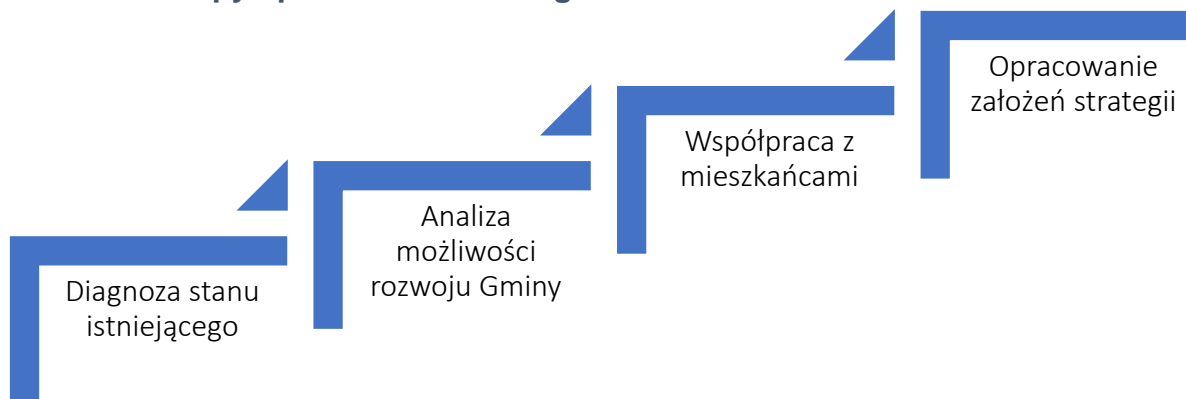 Diagnoza stanu
istniejącego
Analiza
możliwości
rozwoju Gminy
Współpraca z
mieszkańcami
Opracowanie
założeń strategii